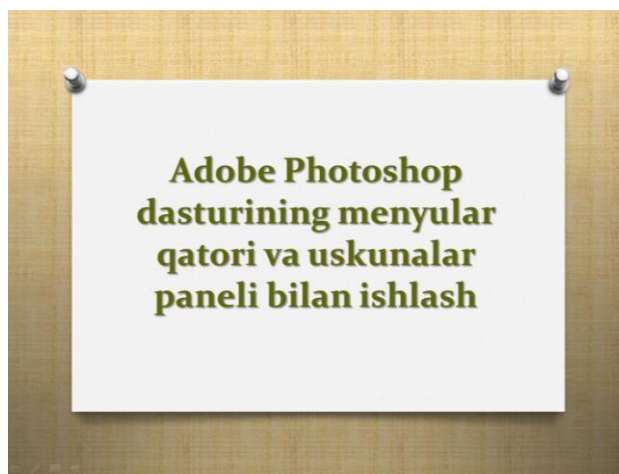 Adobe Photoshop
dasturining menyular
qatori va uskunalar
paneli bilan ishlash